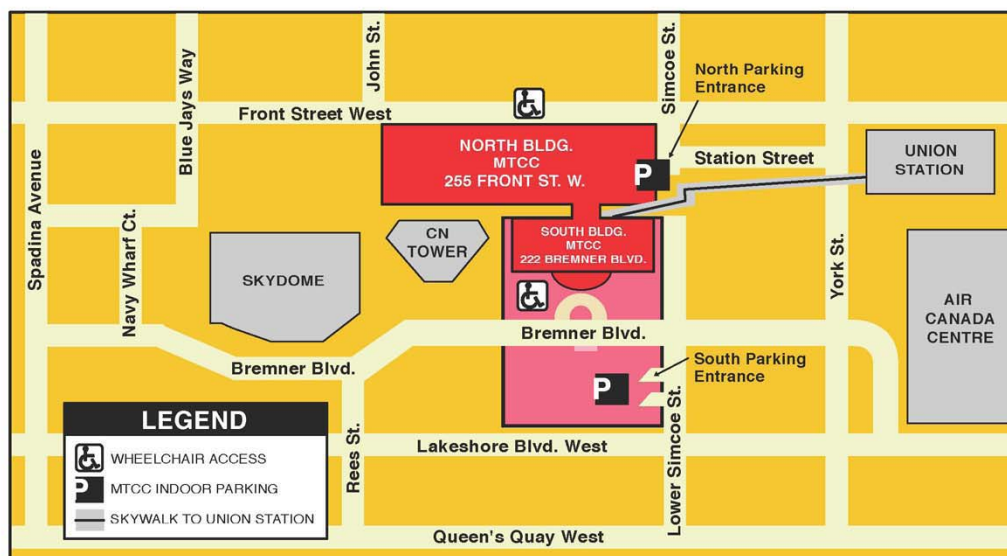 Spadina Avenue
Blue Jays Way
John St.
Simcoe St.
North Parking
Entrance
Front Street West
NORTH BLDG.
MTCC
255 FRONT ST. W.
P
Station Street
UNION
STATION
Navy Wharf Ct.
SKYDOME
CN
TOWER
SOUTH BLDG.
MTCC
222 BREMNER BLVD.
York St.
AIR
CANADA
CENTRE
Bremner Blvd.
Bremner Blvd.
South Parking
Entrance
P
LEGEND
WHEELCHAIR ACCESS
P MTCC INDOOR PARKING
SKYWALK TO UNION STATION
Rees St.
Lakeshore Blvd. West
Lower Simcoe St.
Queen's Quay West